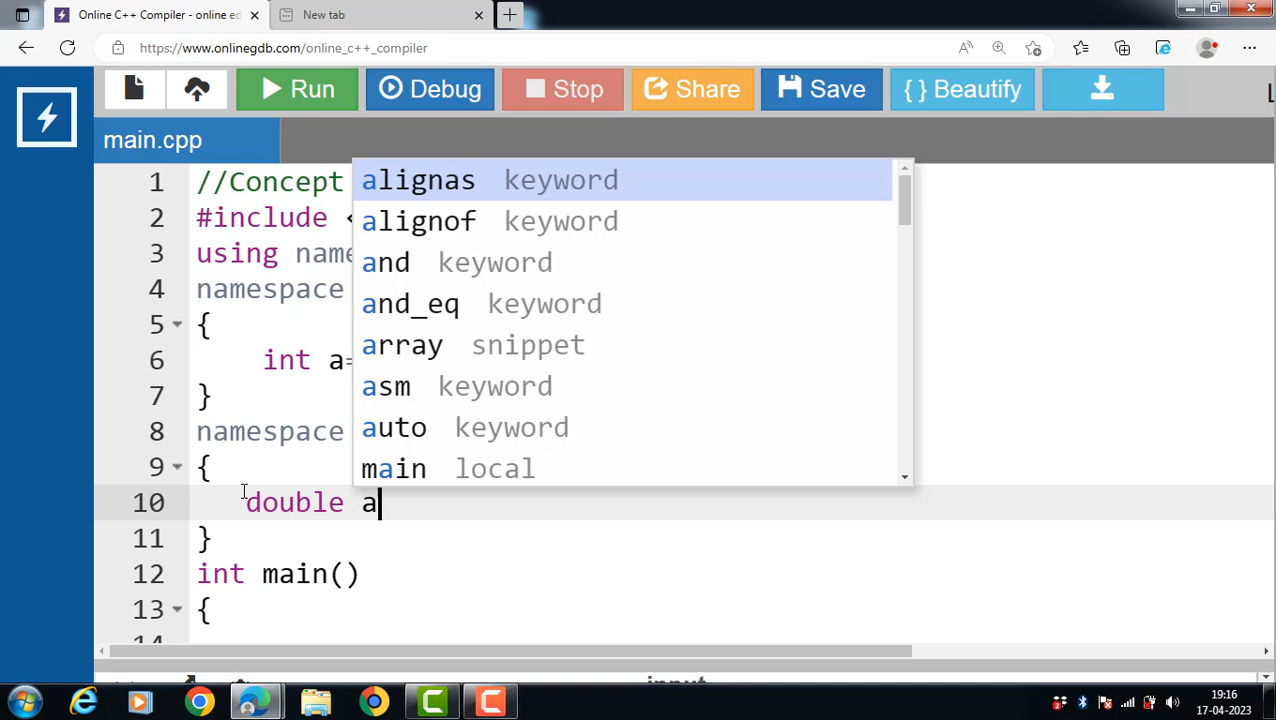 Online C++ Compiler - online ed
New tab
https://www.onlinegdb.com/online_c++_compiler
Run
Debug
Stop
Share
Save
{ } Beautify
main.cpp
1 //Concept
2 #include <
3 using name
4 namespace
5 {
6 int a=
7 }
8 namespace
9 {
10 double a
11 }
12 int main()
13 {
14
alignas keyword
alignof keyword
and keyword
and_eq keyword
array snippet
asm keyword
auto keyword
main local
input
19:16
17-04-2023